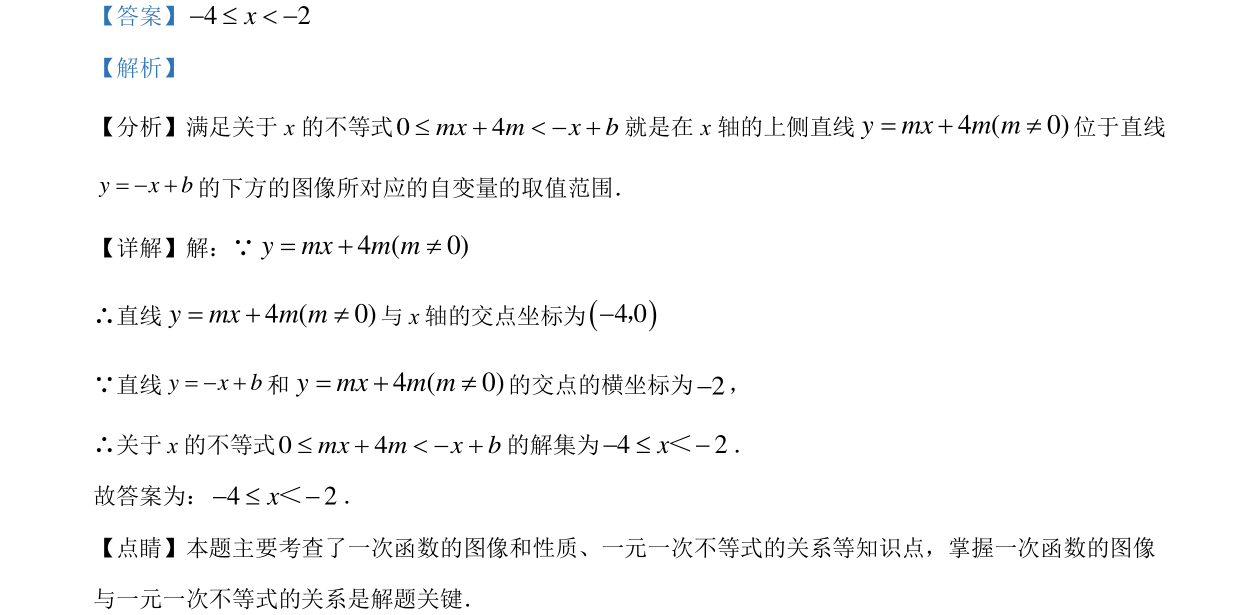 【答案】−4 ≤ x < −2
【解析】
【分析】满足关于 x 的不等式 0 ≤ mx + 4m < −x + b 就是在 x 轴的上侧直线 y = mx + 4m(m ≠ 0) 位于直线
y = −x + b 的下方的图像所对应的自变量的取值范围．
【详解】解：∵ y = mx + 4m(m ≠ 0)
∴直线 y = mx + 4m(m ≠ 0) 与 x 轴的交点坐标为 (−4,0)
∵直线 y = −x + b 和 y = mx + 4m(m ≠ 0) 的交点的横坐标为 −2，
∴关于 x 的不等式 0 ≤ mx + 4m < −x + b 的解集为 −4 ≤ x＜− 2．
故答案为：−4 ≤ x＜− 2．
【点睛】本题主要考查了一次函数的图像和性质、一元一次不等式的关系等知识点，掌握一次函数的图像
与一元一次不等式的关系是解题关键．